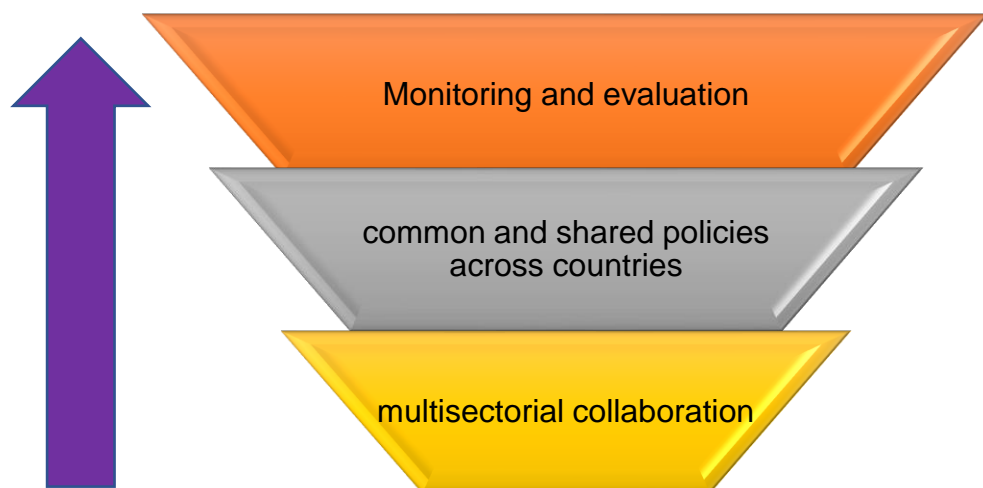 Monitoring and evaluation
common and shared policies
across countries
multisectorial collaboration